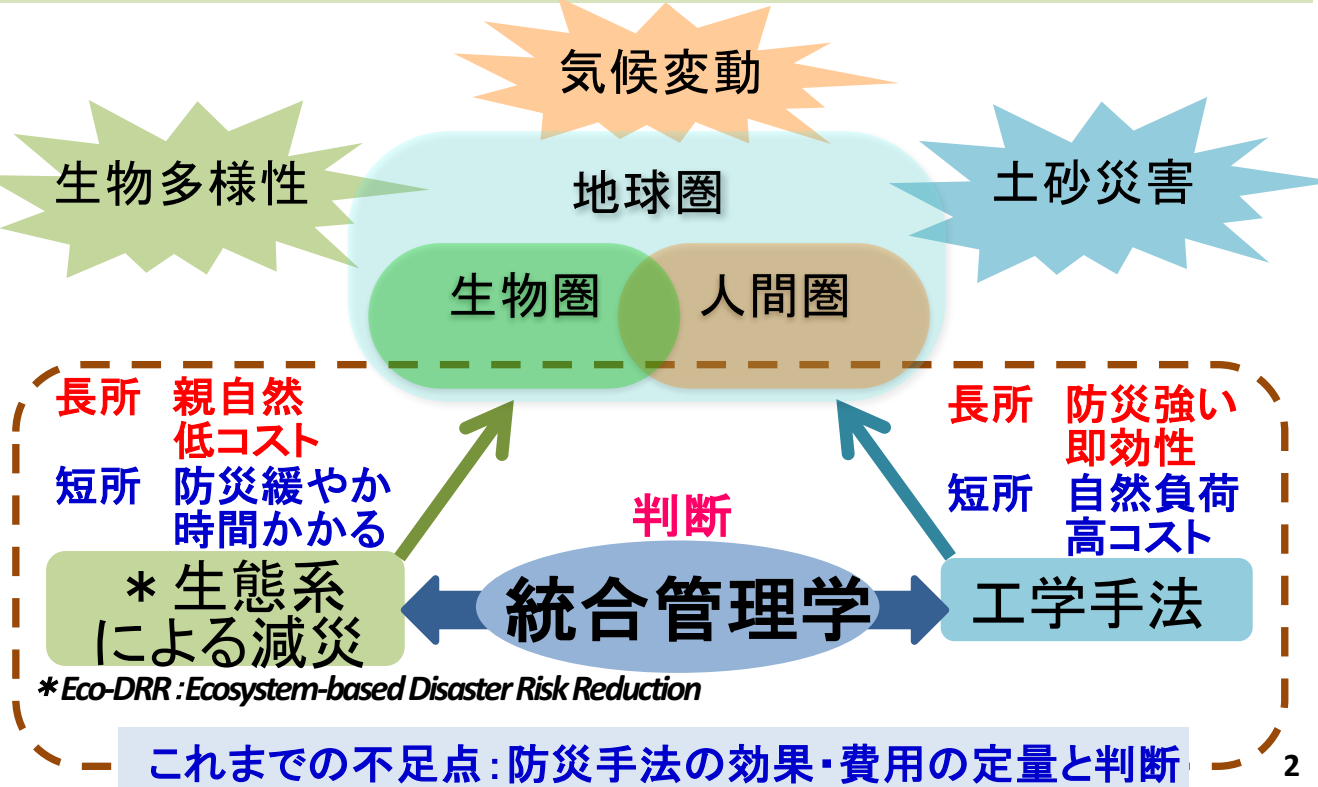 気候変動
生物多様性
土砂災害
地球圏
生物圏
人間圏
長所 親自然
低コスト
短所 防災緩やか
時間かかる
長所 防災強い
即効性
短所 自然負荷
高コスト
判断
＊生態系
による減災
統合管理学
工学手法
＊Eco-DRR：Ecosystem-based Disaster Risk Reduction
これまでの不足点：防災手法の効果・費用の定量と判断
2